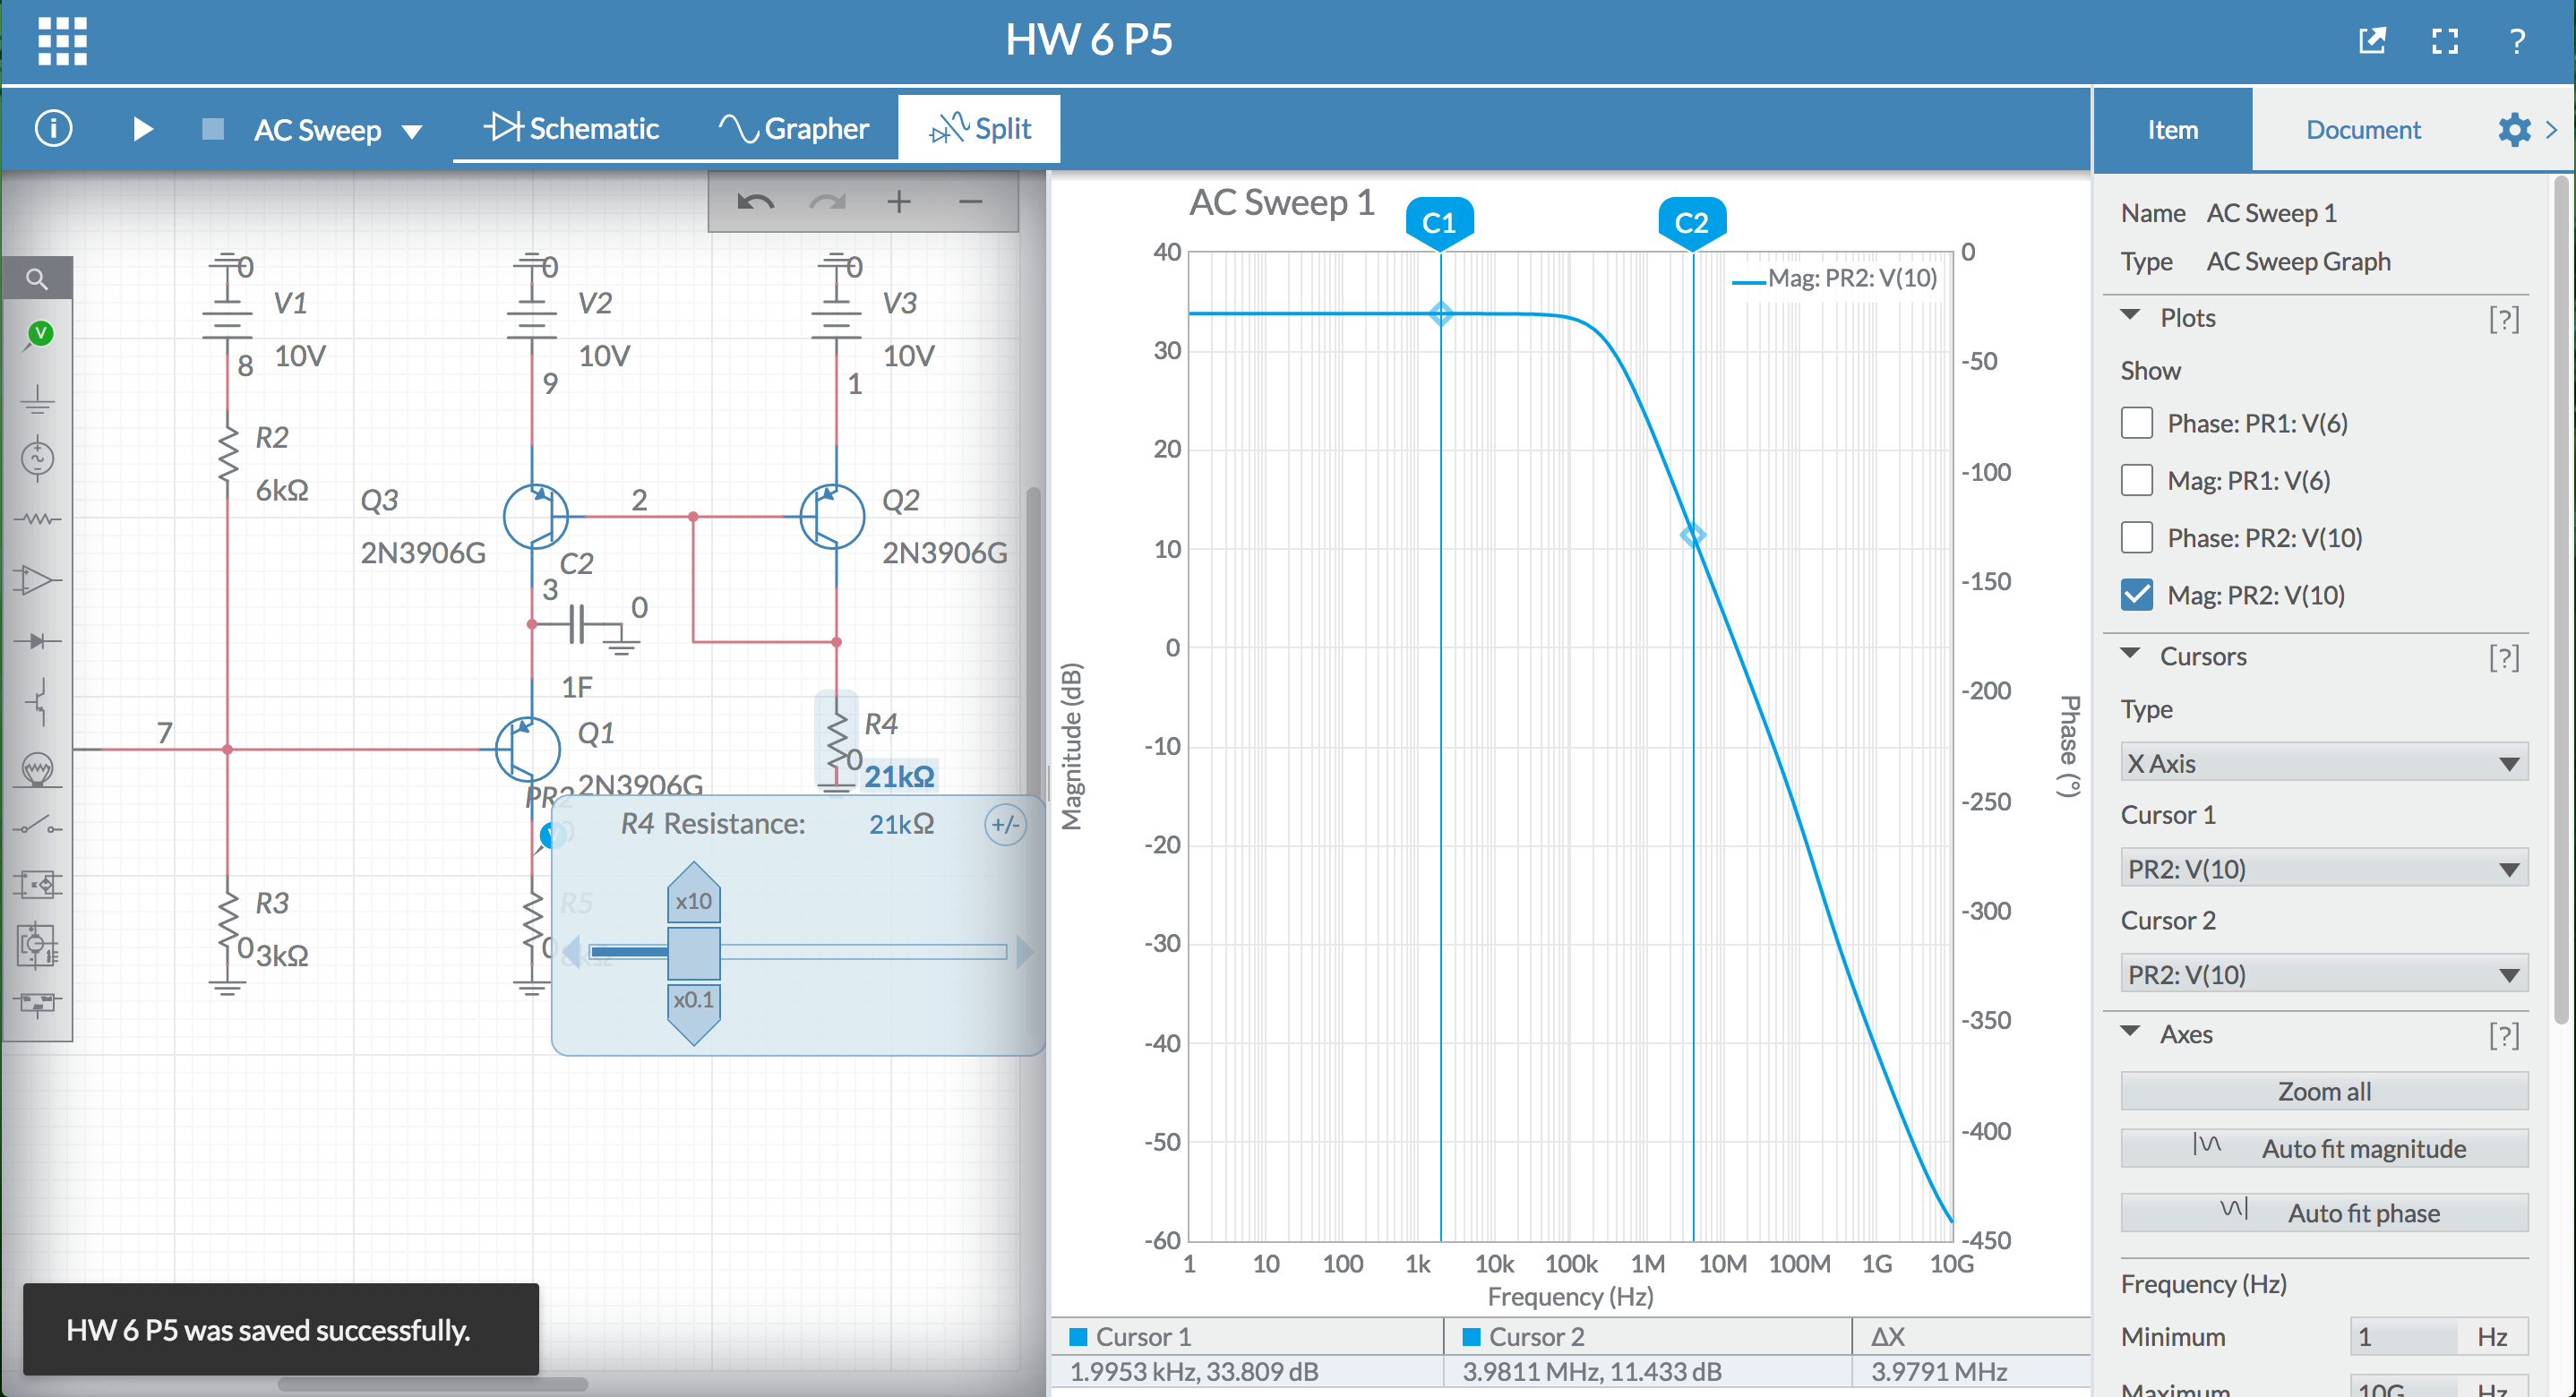 HW 6 P5
?
i
AC Sweep
Schematic
Grapher
Split
Item
Document
0
V1
10V
8
0
V2
10V
9
0
V3
10V
1
R2
6kΩ
Q3
2N3906G
2
Q2
2N3906G
C2
3
0
1F
7
Q1
2N3906G
R4
0
21kΩ
PR2
V
R4 Resistance:
21kΩ
+/-
x10
x0.1
R3
0
3kΩ
R5
0
HW 6 P5 was saved successfully.
V
AC Sweep 1
C1
C2
Mag: PR2: V(10)
40
30
20
10
0
-10
-20
-30
-40
-50
-60
Magnitude (dB)
0
-50
-100
-150
-200
-250
-300
-350
-400
-450
Phase (°)
1
10
100
1k
10k
100k
1M
10M
100M
1G
10G
Frequency (Hz)
Cursor 1
Cursor 2
ΔX
1.9953 kHz, 33.809 dB
3.9811 MHz, 11.433 dB
3.9791 MHz
Name AC Sweep 1
Type AC Sweep Graph
Plots [?]
Show
Phase: PR1: V(6)
Mag: PR1: V(6)
Phase: PR2: V(10)
Mag: PR2: V(10)
Cursors [?]
Type
X Axis
Cursor 1
PR2: V(10)
Cursor 2
PR2: V(10)
Axes [?]
Zoom all
Auto fit magnitude
Auto fit phase
Frequency (Hz)
Minimum 1 Hz
Maximum 10G Hz